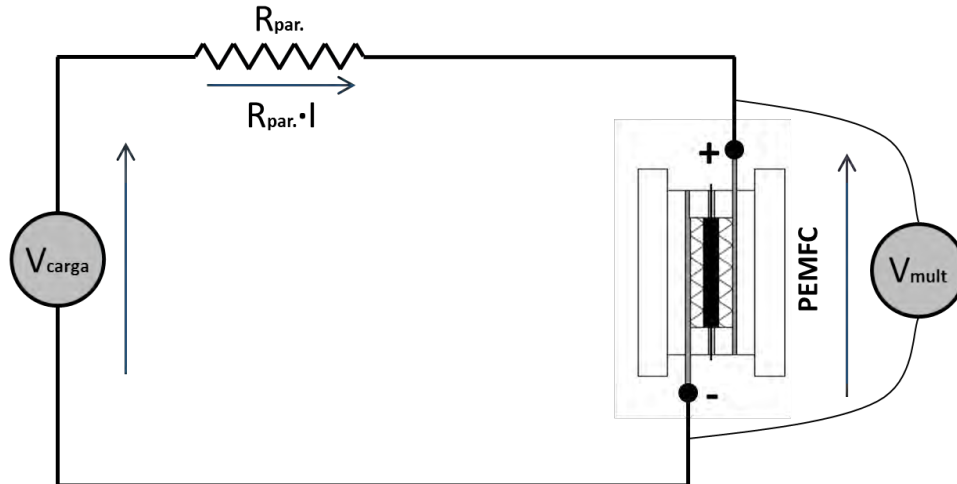 Rpar.
Rpar.·I
+
Vcarga
PEMFC
Vmult
-